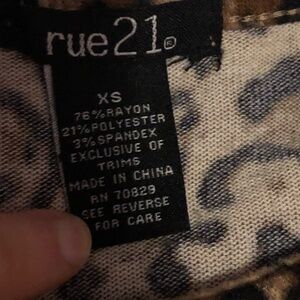 rue21®
XS
76%RAYON
21%POLYESTER
3%SPANDEX
EXCLUSIVE OF
TRIMS
MADE IN CHINA
RN 70829
SEE REVERSE
FOR CARE